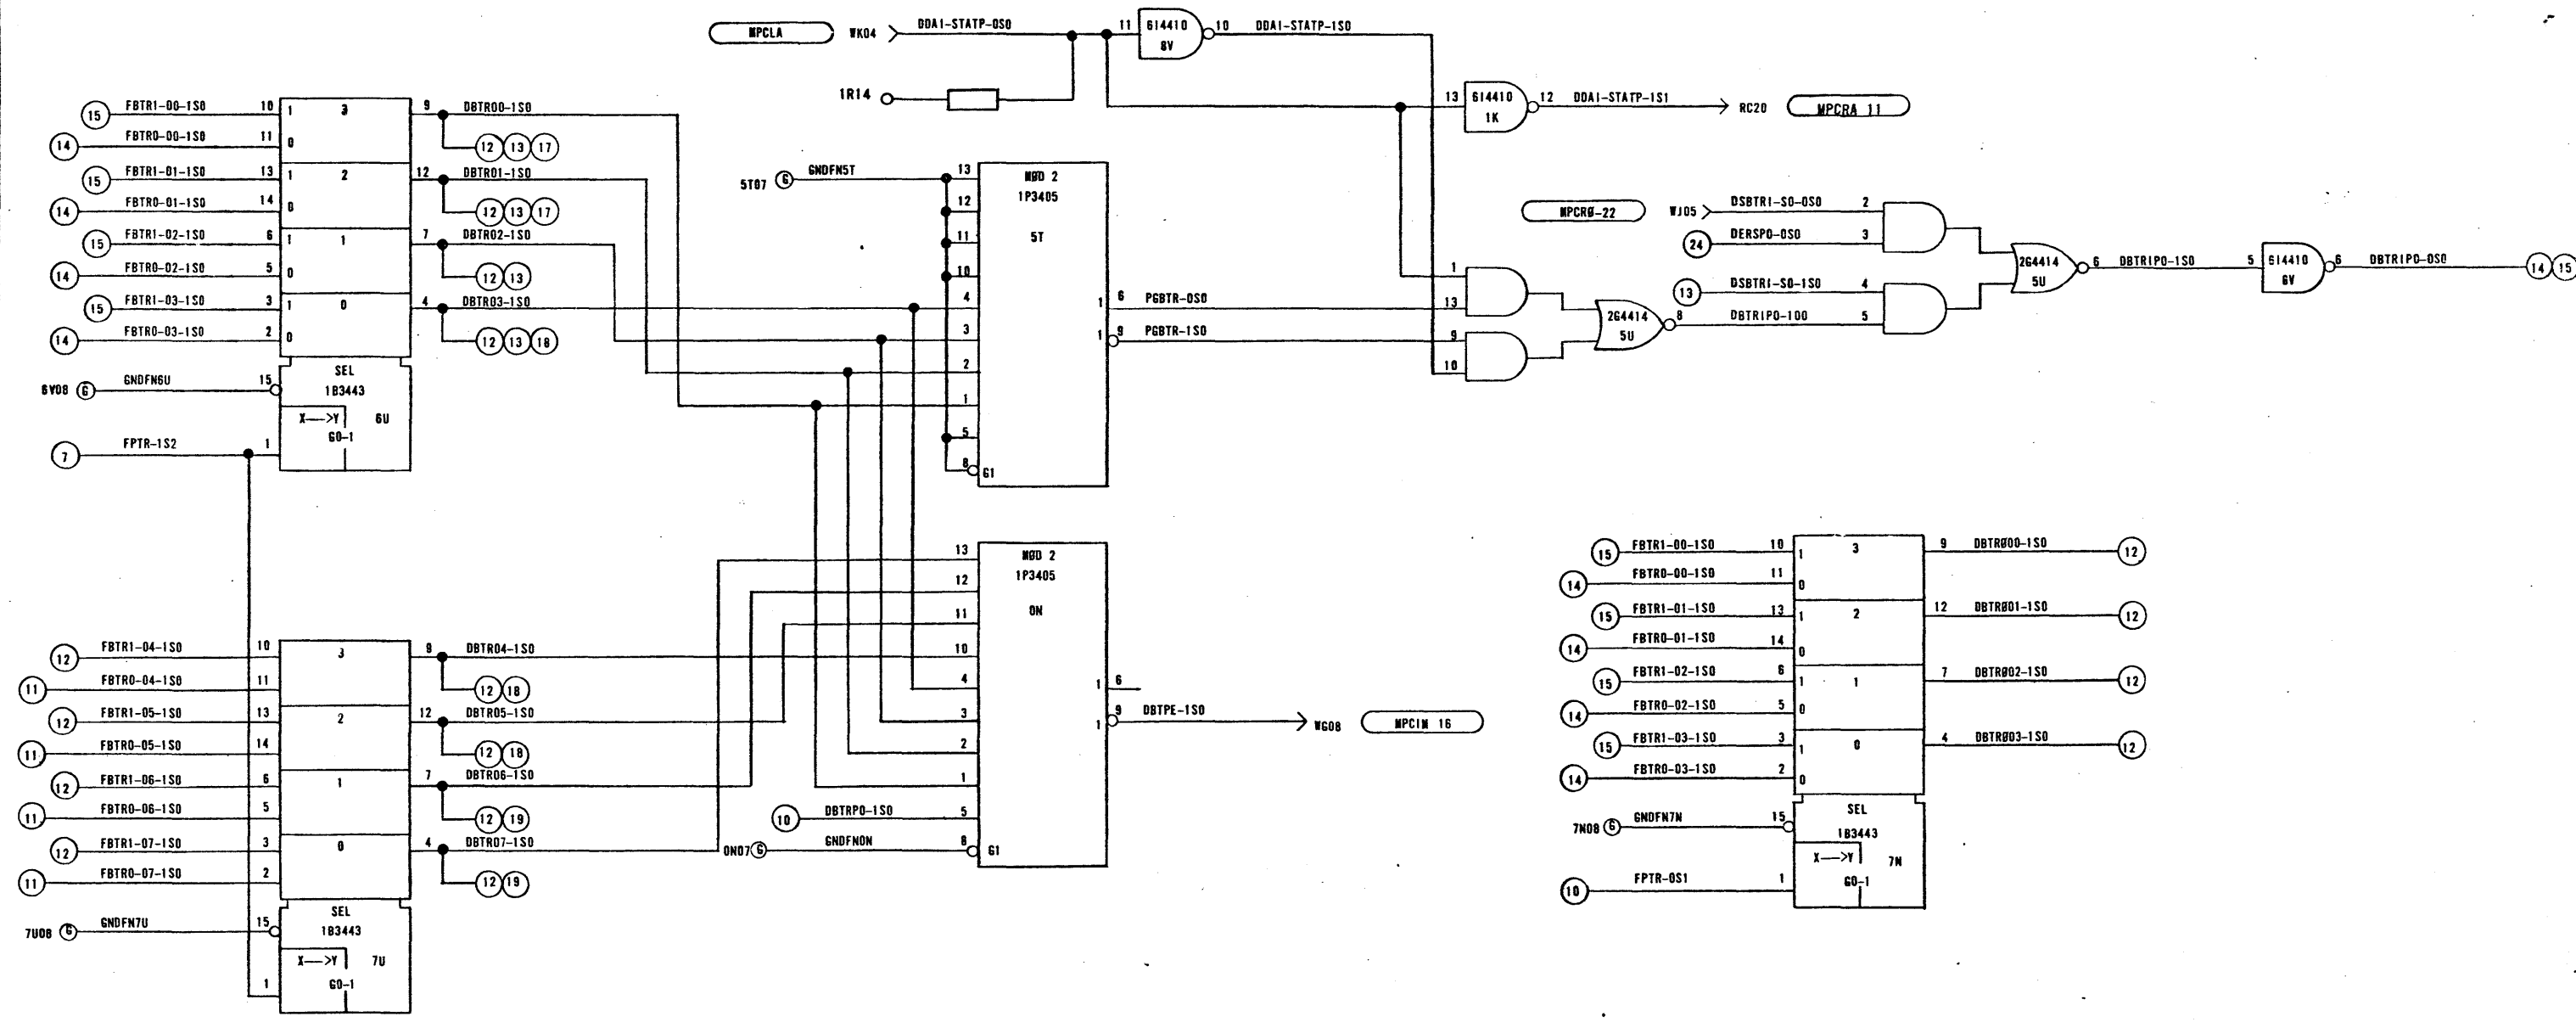 MPCLA WK04 DDA1-STATP-0S0 11 614410 8V 10 DDA1-STATP-1S0
1R14
13 614410 1K 12 DDA1-STATP-1S1 RC20 MPCRA 11
15 FBTR1-00-1S0 10 1 3 9 DBTR00-1S0
14 FBTR0-00-1S0 11 0 12 13 17
15 FBTR1-01-1S0 13 1 2 12 DBTR01-1S0
14 FBTR0-01-1S0 14 0 12 13 17
15 FBTR1-02-1S0 6 1 1 7 DBTR02-1S0
14 FBTR0-02-1S0 5 0 12 13
15 FBTR1-03-1S0 3 1 0 4 DBTR03-1S0
14 FBTR0-03-1S0 2 0 12 13 18
6V08 G GNDFN6U 15 SEL
1B3443
X—>Y 6U
G0-1
7 FPTR-1S2 1
5T07 G GNDFN5T 13 MØD 2
12 1P3405
11 5T
10
4 1 6 PGBTR-0S0
3 1 9 PGBTR-1S0
2
1
5
8 G1
MPCRØ-22 WJ05 DSBTR1-S0-0S0 2
24 DERSP0-0S0 3
13 DSBTR1-S0-1S0 4
DBTRIP0-100 5
1
13
9
10
2G4414 5U 8
2G4414 5U 6 DBTRIP0-1S0 5 614410 6V 6 DBTRIP0-0S0 14 15
12 FBTR1-04-1S0 10 3 9 DBTR04-1S0
11 FBTR0-04-1S0 11 12 18
12 FBTR1-05-1S0 13 2 12 DBTR05-1S0
11 FBTR0-05-1S0 14 12 18
12 FBTR1-06-1S0 6 1 7 DBTR06-1S0
11 FBTR0-06-1S0 5 12 19
12 FBTR1-07-1S0 3 0 4 DBTR07-1S0
11 FBTR0-07-1S0 2 12 19
7U08 G GNDFN7U 15 SEL
1B3443
X—>Y 7U
1 G0-1
13 MØD 2
12 1P3405
11 0N
10
4 1 6
3 1 9 DBTPE-1S0 WG08 MPCIM 16
2
1
10 DBTRP0-1S0 5
0N07 G GNDFN0N 8 G1
15 FBTR1-00-1S0 10 1 3 9 DBTRØ00-1S0 12
14 FBTR0-00-1S0 11 0
15 FBTR1-01-1S0 13 1 2 12 DBTRØ01-1S0 12
14 FBTR0-01-1S0 14 0
15 FBTR1-02-1S0 6 1 1 7 DBTRØ02-1S0 12
14 FBTR0-02-1S0 5 0
15 FBTR1-03-1S0 3 1 0 4 DBTRØ03-1S0 12
14 FBTR0-03-1S0 2 0
7N08 G GNDFN7N 15 SEL
1B3443
X—>Y 7N
10 FPTR-0S1 1 G0-1